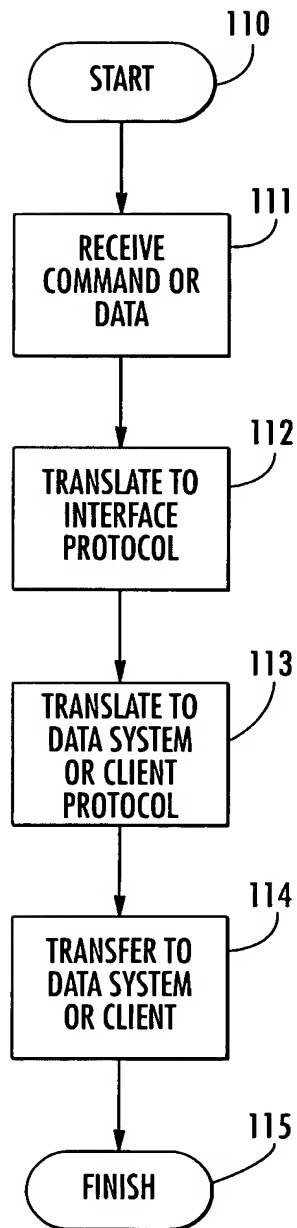 110
START
111
RECEIVE
COMMAND OR
DATA
112
TRANSLATE TO
INTERFACE
PROTOCOL
113
TRANSLATE TO
DATA SYSTEM
OR CLIENT
PROTOCOL
114
TRANSFER TO
DATA SYSTEM
OR CLIENT
115
FINISH